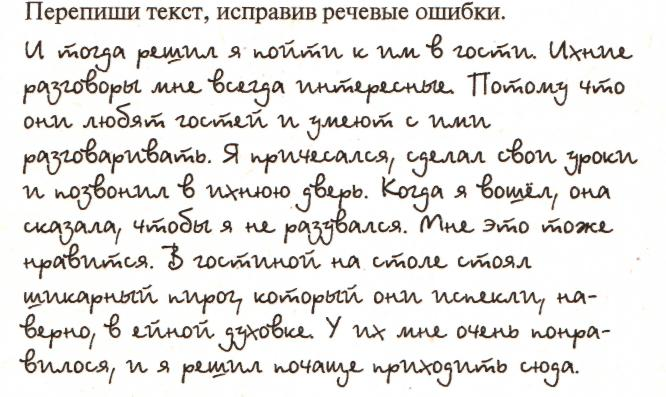 Перепиши текст, исправив речевые ошибки.
И тогда решил я пойти к им в гости. Ихние
разговоры мне всегда интересные. Потому что
они любят гостей и умеют с ими
разговаривать. Я причесался, сделал свои уроки
и позвонил в ихнюю дверь. Когда я вошёл, она
сказала, чтобы я не раззувался. Мне это тоже
нравится. В гостиной на столе стоял
шикарный пирог, который они испекли, на-
верно, в ейной духовке. У их мне очень понра-
вилося, и я решил почаще приходить сюда.